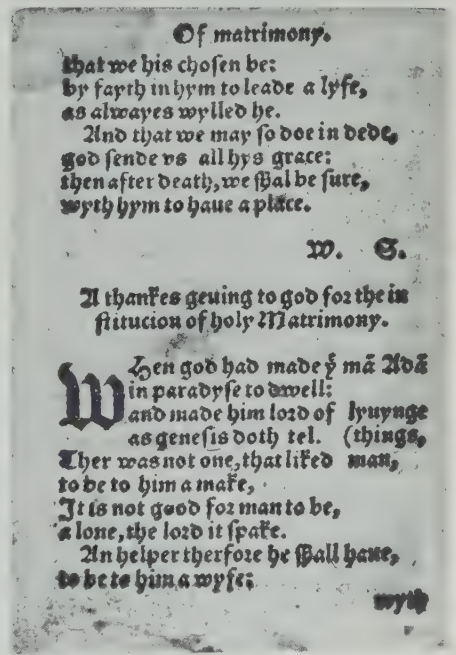 Of matrimony.
that we his choſen be:
by fayth in hym to leade a lyfe,
as alwayes wylled he.
And that we may ſo doe in dede,
god ſende vs all hys grace:
then after death, we ſhal be ſure,
wyth hym to haue a place.
W. S.
A thankes geuing to god for the in
ſtitucion of holy Matrimony.
WHen god had made yͤ mã Adã
in paradyſe to dwell:
and made him lord of lyuynge
as geneſis doth tel. (things,
Ther was not one, that liked man,
to be to him a make,
It is not good for man to be,
a lone, the lord it ſpake.
An helper therfore he ſhall haue,
to be to him a wyfe:
wyth